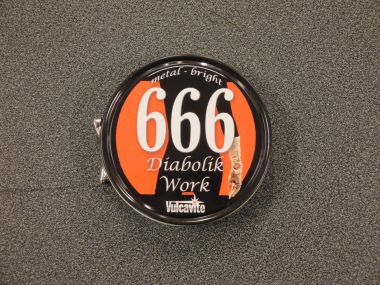 metal - bright
666
Diabolik
Work
Vulcavite